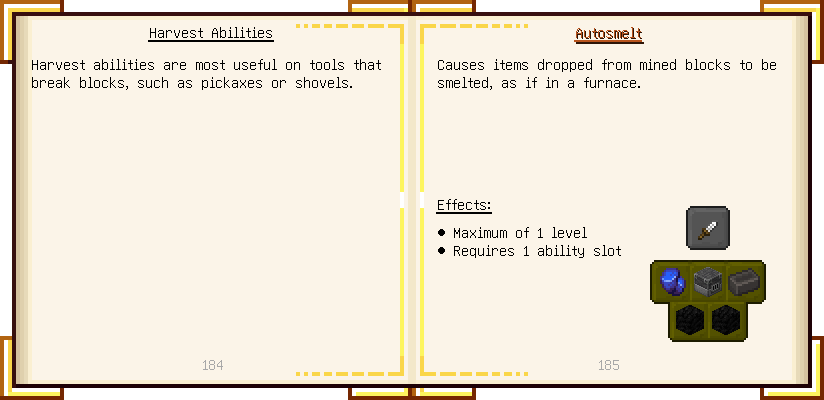 Harvest Abilities
Harvest abilities are most useful on tools that
break blocks, such as pickaxes or shovels.
184
Autosmelt
Causes items dropped from mined blocks to be
smelted, as if in a furnace.
Effects:
● Maximum of 1 level
● Requires 1 ability slot
185